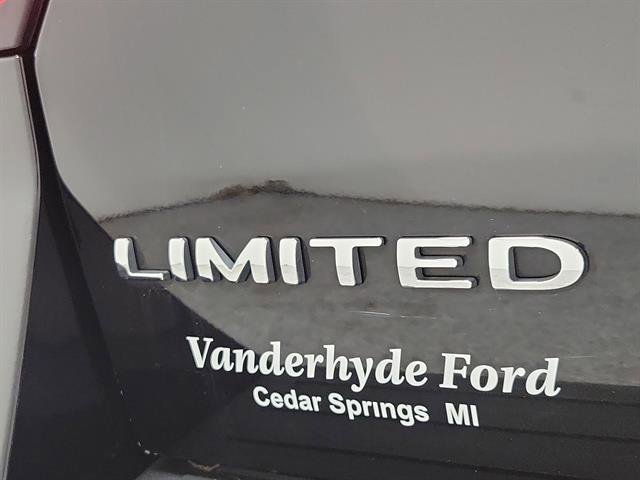 LIMITED
Vanderhyde Ford
Cedar Springs MI